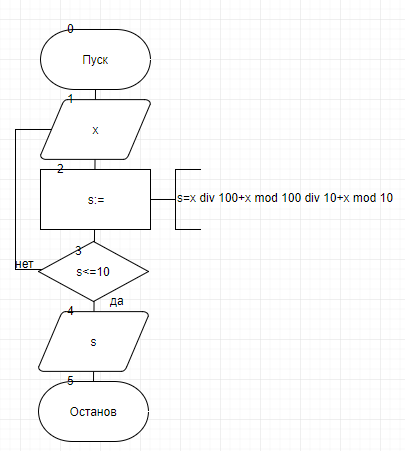 0
Пуск
1
x
2
s:=
s=x div 100+x mod 100 div 10+x mod 10
3
s<=10
нет
да
4
s
5
Останов